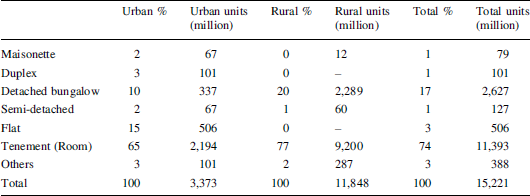 Urban % Urban units (million) Rural % Rural units (million) Total % Total units (million)
Maisonette 2 67 0 12 1 79
Duplex 3 101 0 – 1 101
Detached bungalow 10 337 20 2,289 17 2,627
Semi-detached 2 67 1 60 1 127
Flat 15 506 0 – 3 506
Tenement (Room) 65 2,194 77 9,200 74 11,393
Others 3 101 2 287 3 388
Total 100 3,373 100 11,848 100 15,221